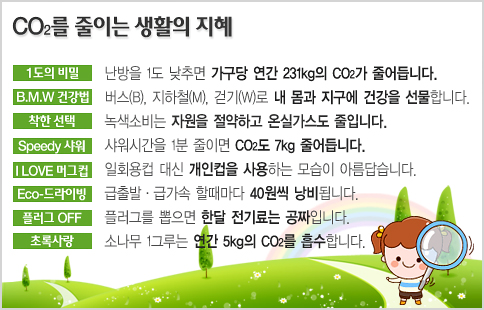 CO₂를 줄이는 생활의 지혜
1도의 비밀 난방을 1도 낮추면 가구당 연간 231kg의 CO₂가 줄어듭니다.
B.M.W 건강법 버스(B), 지하철(M), 걷기(W)로 내 몸과 지구에 건강을 선물합니다.
착한 선택 녹색소비는 자원을 절약하고 온실가스도 줄입니다.
Speedy 샤워 샤워시간을 1분 줄이면 CO₂도 7kg 줄어듭니다.
I LOVE 머그컵 일회용컵 대신 개인컵을 사용하는 모습이 아름답습니다.
Eco-드라이빙 급출발 · 급가속 할때마다 40원씩 낭비됩니다.
플러그 OFF 플러그를 뽑으면 한달 전기료는 공짜입니다.
초록사랑 소나무 1그루는 연간 5kg의 CO₂를 흡수합니다.